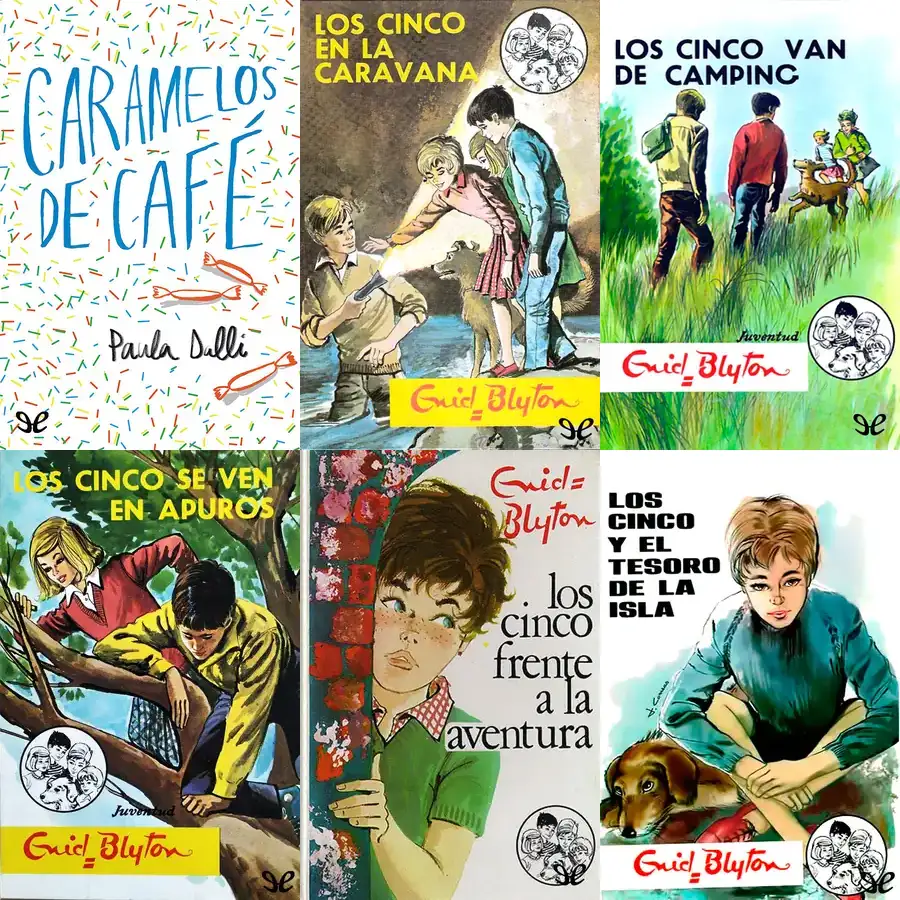 CARAMELOS
DE CAFÉ
Paula Dalli
LOS CINCO
EN LA
CARAVANA
Enid Blyton
LOS CINCO VAN
DE CAMPING
Juventud
Enid Blyton
LOS CINCO SE VEN
EN APUROS
Juventud
Enid Blyton
Enid
Blyton
los
cinco
frente
a la
aventura
LOS
CINCO
Y EL
TESORO
DE LA
ISLA
Enid Blyton